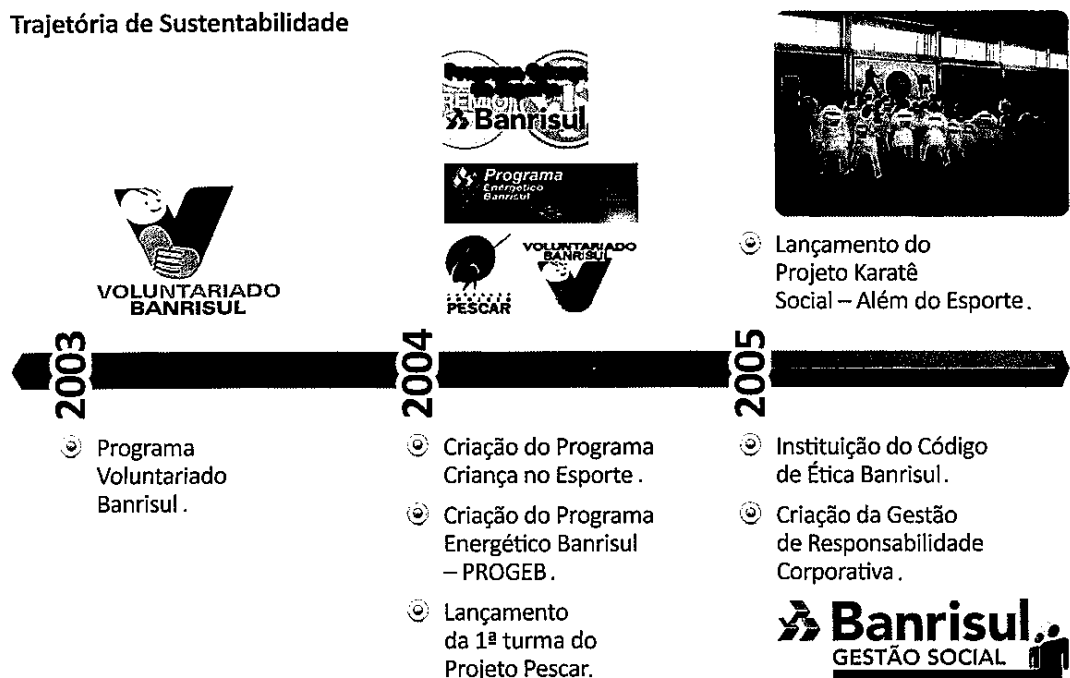 Trajetória de Sustentabilidade
Banrisul
Programa
Energético
Banrisul
VOLUNTARIADO
BANRISUL
PESCAR
VOLUNTARIADO
BANRISUL
Lançamento do
Projeto Karatê
Social – Além do Esporte.
2003
2004
2005
Programa
Voluntariado
Banrisul.
Criação do Programa
Criança no Esporte.
Criação do Programa
Energético Banrisul
– PROGEB.
Lançamento
da 1ª turma do
Projeto Pescar.
Instituição do Código
de Ética Banrisul.
Criação da Gestão
de Responsabilidade
Corporativa.
Banrisul
GESTÃO SOCIAL